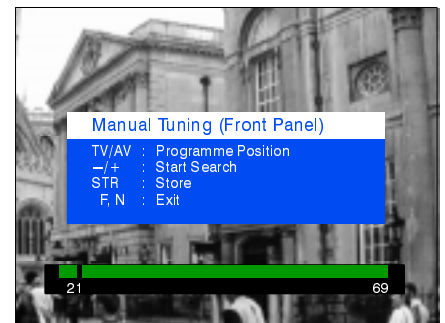 Manual Tuning (Front Panel)
TV/AV : Programme Position
–/+ : Start Search
STR : Store
F, N : Exit
21 69